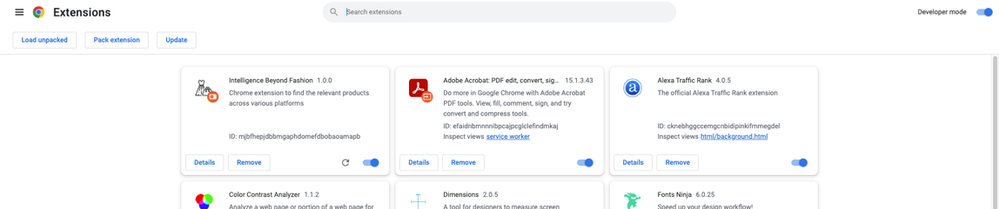 Extensions
Search extensions
Developer mode
Load unpacked
Pack extension
Update
Intelligence Beyond Fashion 1.0.0
Chrome extension to find the relevant products
across various platforms
ID: mjbfhepjdbbmgaphdomefdbobaoamapb
Details
Remove
Adobe Acrobat: PDF edit, convert, sig... 15.1.3.43
Do more in Google Chrome with Adobe Acrobat
PDF tools. View, fill, comment, sign, and try
convert and compress tools.
ID: efaidnbmnnnibpcajpcglclefindmkaj
Inspect views service worker
Details
Remove
Alexa Traffic Rank 4.0.5
The official Alexa Traffic Rank extension
ID: cknebhggccemgcnbidipinkifmmegdel
Inspect views html/background.html
Details
Remove
Color Contrast Analyzer 1.1.2
Analyze a web page or portion of a web page for
Dimensions 2.0.5
A tool for designers to measure screen
Fonts Ninja 6.0.25
Speed up your design workflow!